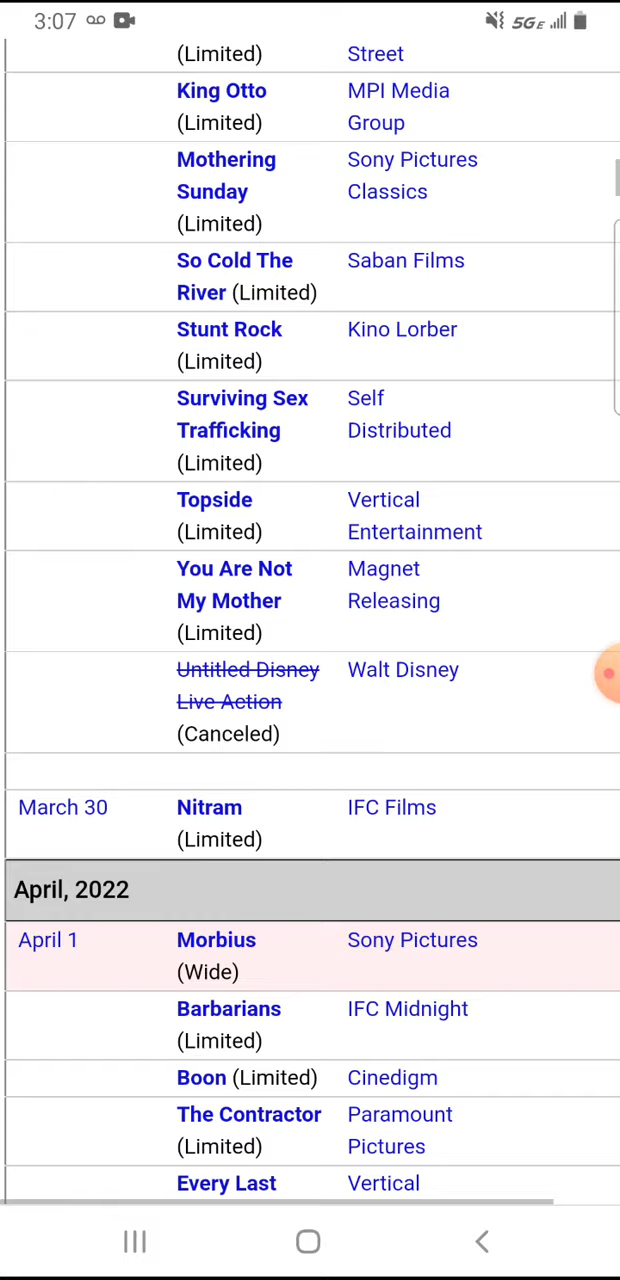 3:07 5GE
(Limited) Street
King Otto MPI Media
(Limited) Group
Mothering Sony Pictures
Sunday Classics
(Limited)
So Cold The Saban Films
River (Limited)
Stunt Rock Kino Lorber
(Limited)
Surviving Sex Self
Trafficking Distributed
(Limited)
Topside Vertical
(Limited) Entertainment
You Are Not Magnet
My Mother Releasing
(Limited)
Untitled Disney Walt Disney
Live Action
(Canceled)
March 30 Nitram IFC Films
(Limited)
April, 2022
April 1 Morbius Sony Pictures
(Wide)
Barbarians IFC Midnight
(Limited)
Boon (Limited) Cinedigm
The Contractor Paramount
(Limited) Pictures
Every Last Vertical